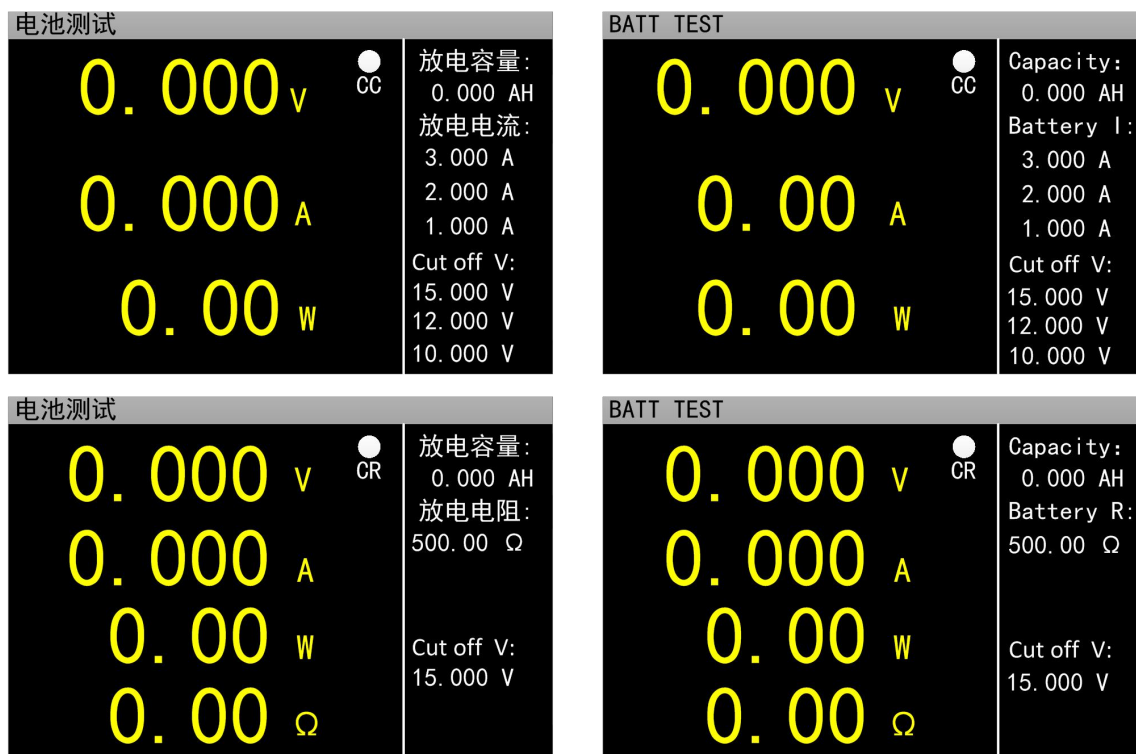 电池测试
0.000 V
CC
0.000 A
0.00 W
放电容量:
0.000 AH
放电电流:
3.000 A
2.000 A
1.000 A
Cut off V:
15.000 V
12.000 V
10.000 V
BATT TEST
0.000 V
CC
0.00 A
0.00 W
Capacity:
0.000 AH
Battery I:
3.000 A
2.000 A
1.000 A
Cut off V:
15.000 V
12.000 V
10.000 V
电池测试
0.000 V
CR
0.000 A
0.00 W
0.00 Ω
放电容量:
0.000 AH
放电电阻:
500.00 Ω
Cut off V:
15.000 V
BATT TEST
0.000 V
CR
0.000 A
0.00 W
0.00 Ω
Capacity:
0.000 AH
Battery R:
500.00 Ω
Cut off V:
15.000 V